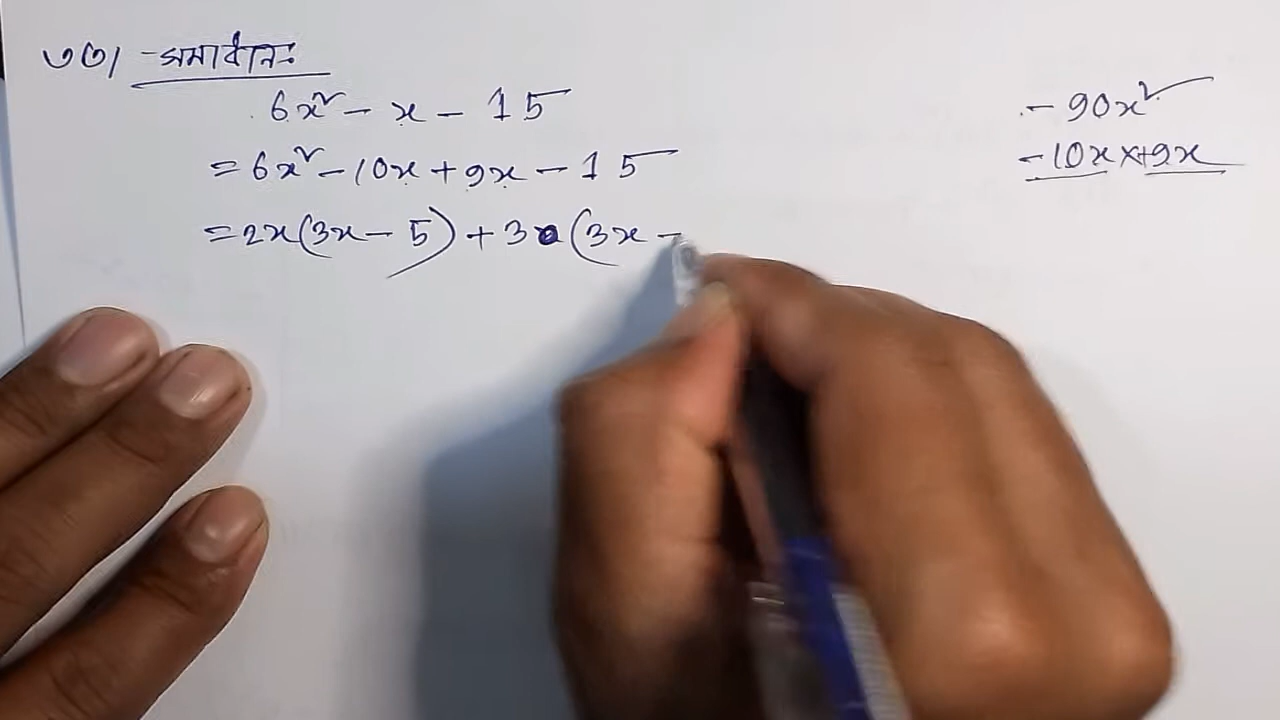 ৩৩। সমাধান:
6x² - x - 15
= 6x² - 10x + 9x - 15
= 2x(3x - 5) + 3 (3x -
- 90x²
- 10x × +9x